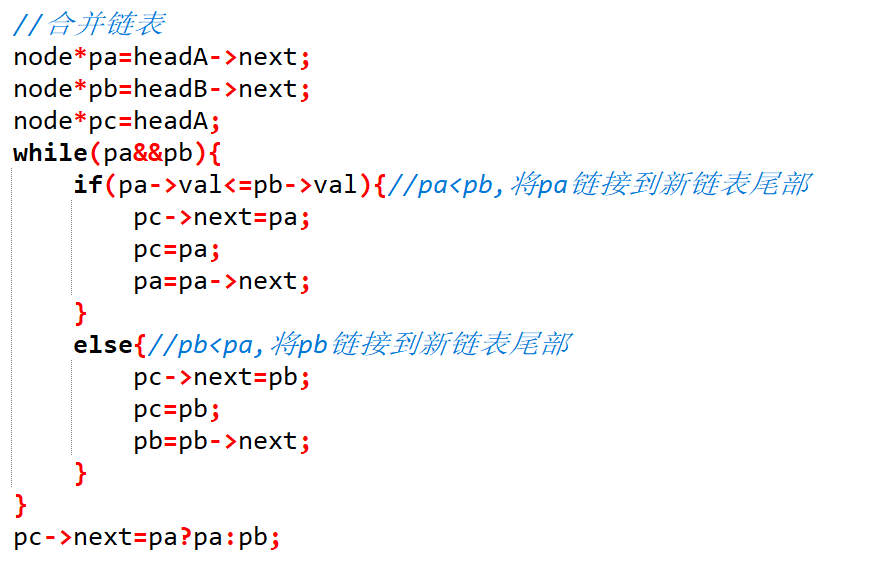 //合并链表
node*pa=headA->next;
node*pb=headB->next;
node*pc=headA;
while(pa&&pb){
    if(pa->val<=pb->val){//pa<pb,将pa链接到新链表尾部
        pc->next=pa;
        pc=pa;
        pa=pa->next;
    }
    else{//pb<pa,将pb链接到新链表尾部
        pc->next=pb;
        pc=pb;
        pb=pb->next;
    }
}
pc->next=pa?pa:pb;